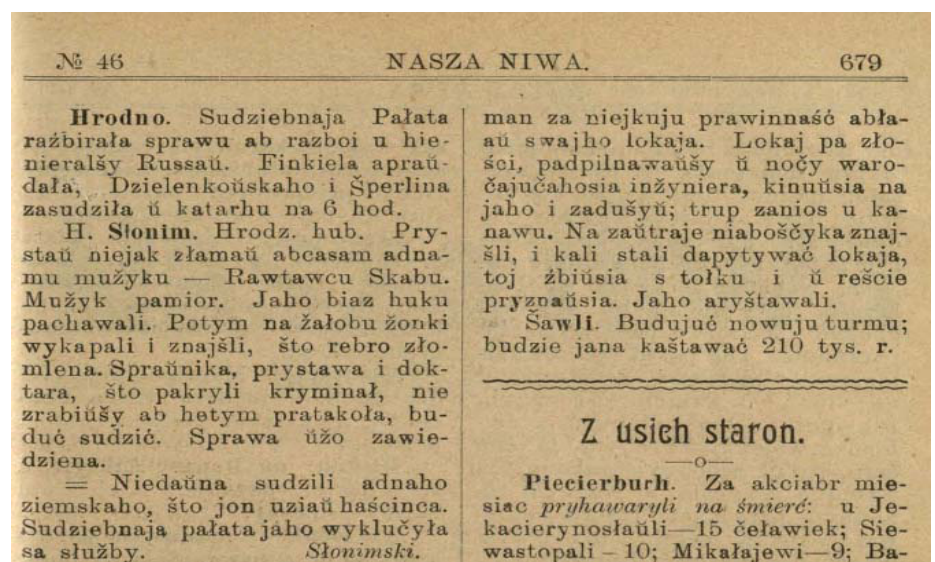 № 46
NASZA NIWA.
679
Hrodno. Sudziebnaja Pałata
raźbirała sprawu ab razboi u hie-
nieralšy Russaŭ. Finkiela apraŭ-
dała, Dzielenkoŭskaho i Šperlina
zasudziła ŭ katarhu na 6 hod.
H. Słonim. Hrodz. hub. Pry-
staŭ niejak złamaŭ abcasam adna-
mu mužyku — Rawtawcu Skabu.
Mužyk pamior. Jaho biaz huku
pachawali. Potym na žałobu žonki
wykapali i znajšli, što rebro zło-
mlena. Spraŭnika, prystawa i dok-
tara, što pakryli kryminał, nie
zrabiŭšy ab hetym pratakoła, bu-
duć sudzić. Sprawa ŭžo zawie-
dziena.
= Niedaŭna sudzili adnaho
ziemskaho, što jon uziaŭ haścinca.
Sudziebnaja pałata jaho wyklučyła
sa służby. Słonimski.
man za niejkuju prawinnaść abła-
aŭ swajho lokaja. Lokaj pa zło-
ści, padpilnawaŭšy ŭ nočy waro-
čajučahosia inżyniera, kinuŭsia na
jaho i zadušyŭ; trup zanios u ka-
nawu. Na zaŭtraje niaboščyka znaj-
šli, i kali stali dapytywać lokaja,
toj źbiŭsia s tołku i ŭ reście
pryznaŭsia. Jaho aryštawali.
Šawli. Budujuć nowuju turmu;
budzie jana kaštawać 210 tys. r.
Z usich staron.
—o—
Piecierburh. Za akciabr mie-
siac pryhawaryli na śmierć: u Je-
kacierynosłaŭli—15 čeławiek; Sie-
wastopali – 10; Mikałajewi—9; Ba-